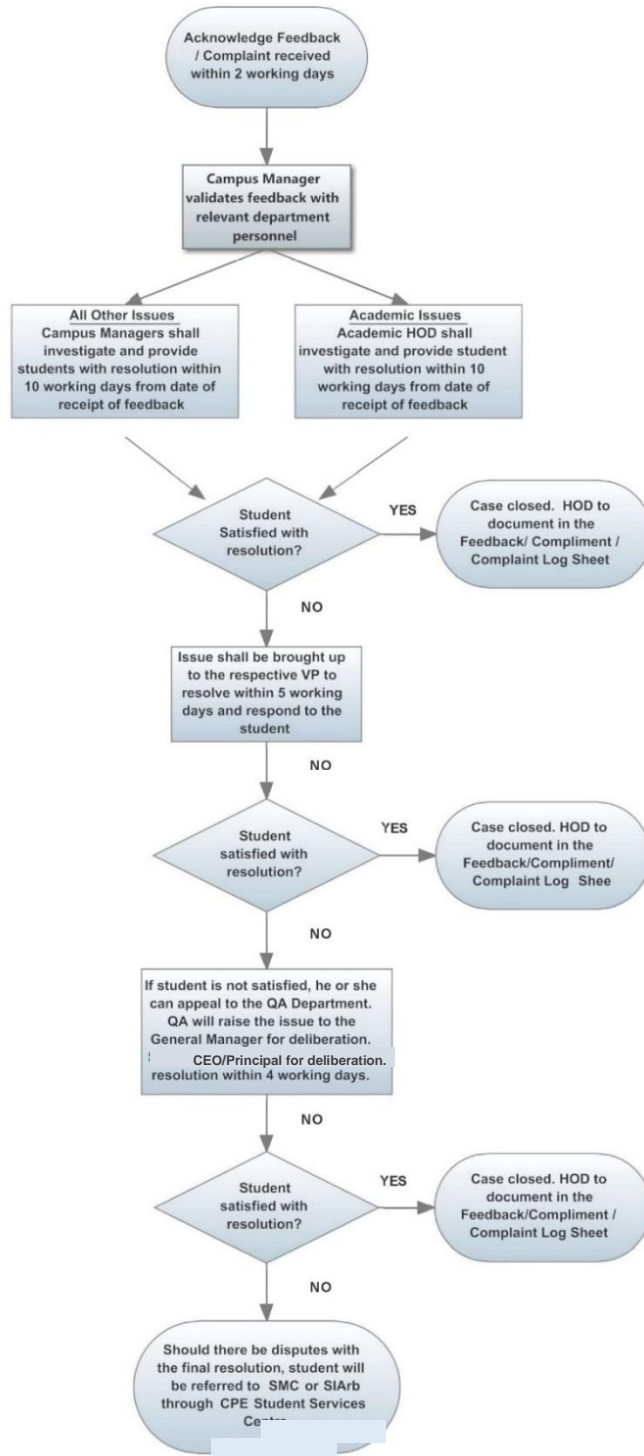 Acknowledge Feedback
/ Complaint received
within 2 working days
Campus Manager
validates feedback with
relevant department
personnel
All Other Issues
Campus Managers shall
investigate and provide
students with resolution within
10 working days from date of
receipt of feedback
Academic Issues
Academic HOD shall
investigate and provide student
with resolution within 10
working days from date of
receipt of feedback
Student
Satisfied with
resolution?
YES
Case closed. HOD to
document in the
Feedback/ Compliment /
Complaint Log Sheet
NO
Issue shall be brought up
to the respective VP to
resolve within 5 working
days and respond to the
student
NO
Student
satisfied with
resolution?
YES
Case closed. HOD to
document in the
Feedback/Compliment/
Complaint Log Shee
NO
If student is not satisfied, he or she
can appeal to the QA Department.
QA will raise the issue to the
General Manager for deliberation.
CEO/Principal for deliberation.
resolution within 4 working days.
NO
Student
satisfied with
resolution?
YES
Case closed. HOD to
document in the
Feedback/Compliment /
Complaint Log Sheet
NO
Should there be disputes with
the final resolution, student will
be referred to SMC or SIArb
through CPE Student Services